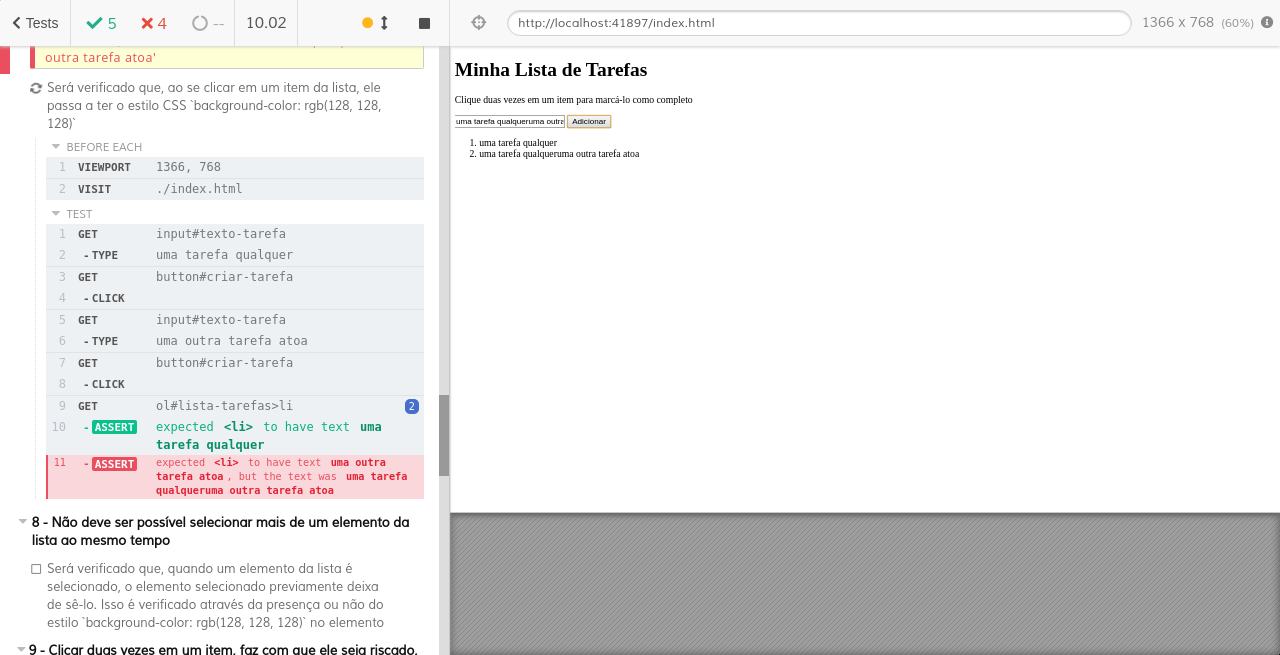 Tests 5 4 -- 10.02
http://localhost:41897/index.html 1366 x 768 (60%)
outra tarefa atoa'
Será verificado que, ao se clicar em um item da lista, ele
passa a ter o estilo CSS `background-color: rgb(128, 128,
128)`
BEFORE EACH
1 VIEWPORT 1366, 768
2 VISIT ./index.html
TEST
1 GET input#texto-tarefa
2 -TYPE uma tarefa qualquer
3 GET button#criar-tarefa
4 -CLICK
5 GET input#texto-tarefa
6 -TYPE uma outra tarefa atoa
7 GET button#criar-tarefa
8 -CLICK
9 GET ol#lista-tarefas>li 2
10 -ASSERT expected <li> to have text uma
tarefa qualquer
11 -ASSERT expected <li> to have text uma outra
tarefa atoa, but the text was uma tarefa
qualqueruma outra tarefa atoa
8 - Não deve ser possível selecionar mais de um elemento da
lista ao mesmo tempo
Será verificado que, quando um elemento da lista é
selecionado, o elemento selecionado previamente deixa
de sê-lo. Isso é verificado através da presença ou não do
estilo `background-color: rgb(128, 128, 128)` no elemento
9 - Clicar duas vezes em um item, faz com que ele seja riscado,
Minha Lista de Tarefas
Clique duas vezes em um item para marcá-lo como completo
uma tarefa qualqueruma outra Adicionar
1. uma tarefa qualquer
2. uma tarefa qualqueruma outra tarefa atoa